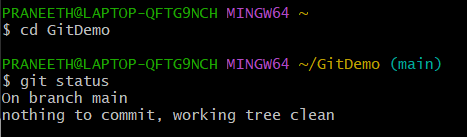 PRANEETH@LAPTOP-QFTG9NCH MINGW64 ~
$ cd GitDemo
PRANEETH@LAPTOP-QFTG9NCH MINGW64 ~/GitDemo (main)
$ git status
On branch main
nothing to commit, working tree clean